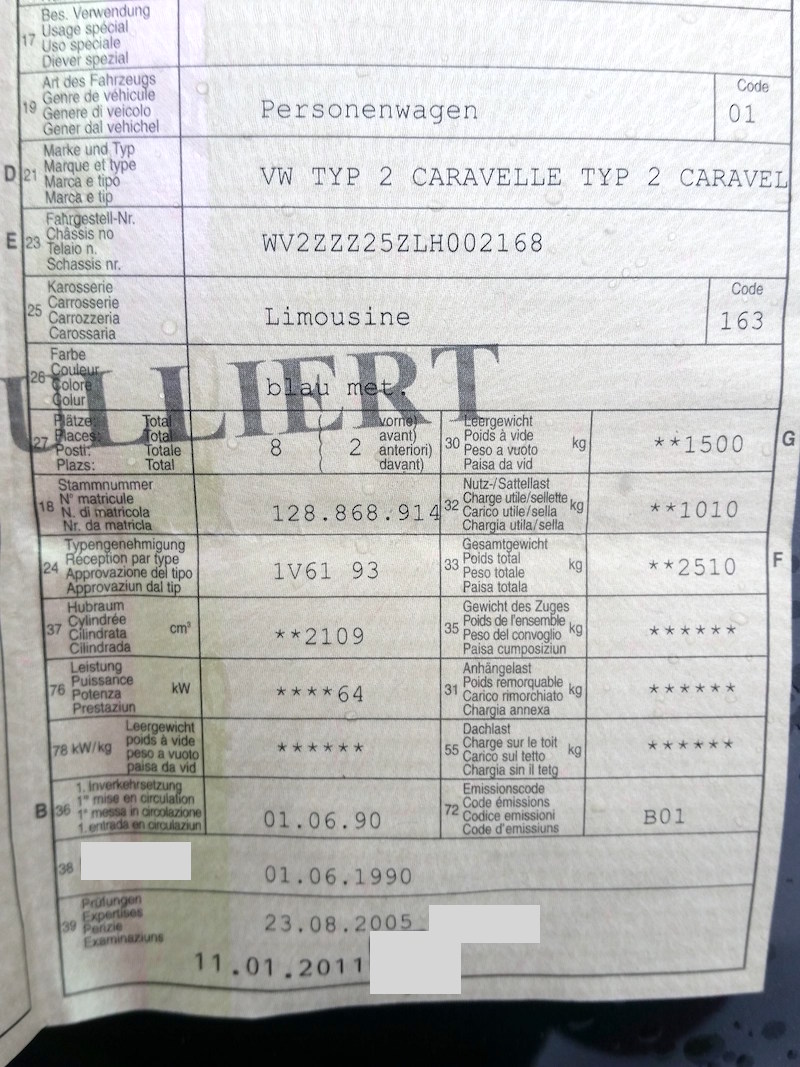 17
Bes. Verwendung
Usage spécial
Uso speciale
Diever spezial
19
Art des Fahrzeugs
Genre de véhicule
Genere di veicolo
Gener dal vehichel
Personenwagen
Code
01
D
21
Marke und Typ
Marque et type
Marca e tipo
Marca e tip
VW TYP 2 CARAVELLE TYP 2 CARAVEL
E
23
Fahrgestell-Nr.
Châssis no
Telaio n.
Schassis nr.
WV2ZZZ25ZLH002168
25
Karosserie
Carrosserie
Carrozzeria
Carossaria
Limousine
Code
163
26
Farbe
Couleur
Colore
Colur
blau met.
ULLIERT
27
Plätze: Total
Places: Total
Posti: Totale
Plazs: Total
8
2
vorne)
avant)
anteriori)
davant)
30
Leergewicht
Poids à vide
Peso a vuoto
Paisa da vid
kg
**1500
G
18
Stammnummer
N° matricule
N. di matricola
Nr. da matricla
128.868.914
32
Nutz-/Sattellast
Charge utile/sellette
Carico utile/sella
Chargia utila/sella
kg
**1010
24
Typengenehmigung
Réception par type
Approvazione del tipo
Approvaziun dal tip
1V61 93
33
Gesamtgewicht
Poids total
Peso totale
Paisa totala
kg
**2510
F
37
Hubraum
Cylindrée
Cilindrata
Cilindrada
cm³
**2109
35
Gewicht des Zuges
Poids de l'ensemble
Peso del convoglio
Paisa cumposiziun
kg
******
76
Leistung
Puissance
Potenza
Prestaziun
kW
****64
31
Anhängelast
Poids remorquable
Carico rimorchiato
Chargia annexa
kg
******
78 kW/kg
Leergewicht
poids à vide
peso a vuoto
paisa da vid
******
55
Dachlast
Charge sur le toit
Carico sul tetto
Chargia sin il tetg
kg
******
B
36
1. Inverkehrsetzung
1re mise en circulation
1a messa in circolazione
1. entrada en circulaziun
01.06.90
72
Emissionscode
Code émissions
Codice emissioni
Code d'emissiuns
B01
38
01.06.1990
39
Prüfungen
Expertises
Perizie
Examinaziuns
23.08.2005
11.01.2011